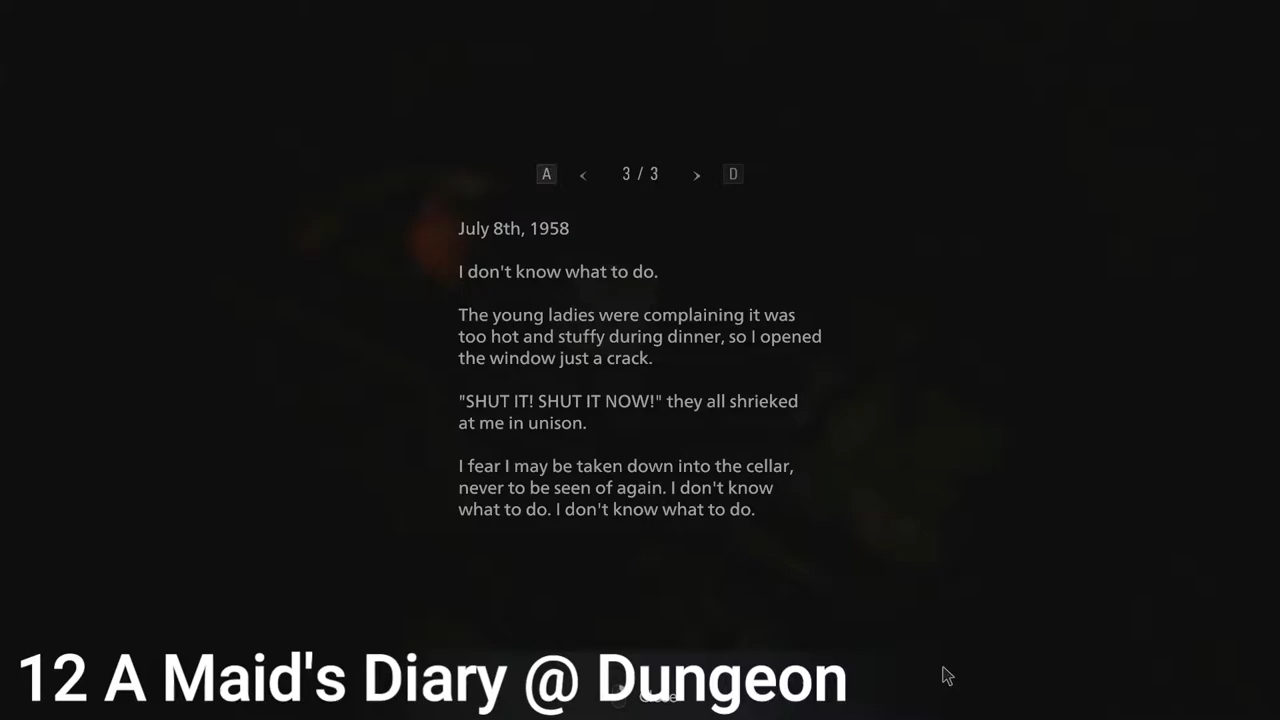 A < 3 / 3 > D
July 8th, 1958
I don't know what to do.
The young ladies were complaining it was
too hot and stuffy during dinner, so I opened
the window just a crack.
"SHUT IT! SHUT IT NOW!" they all shrieked
at me in unison.
I fear I may be taken down into the cellar,
never to be seen of again. I don't know
what to do. I don't know what to do.
Close
12 A Maid's Diary @ Dungeon